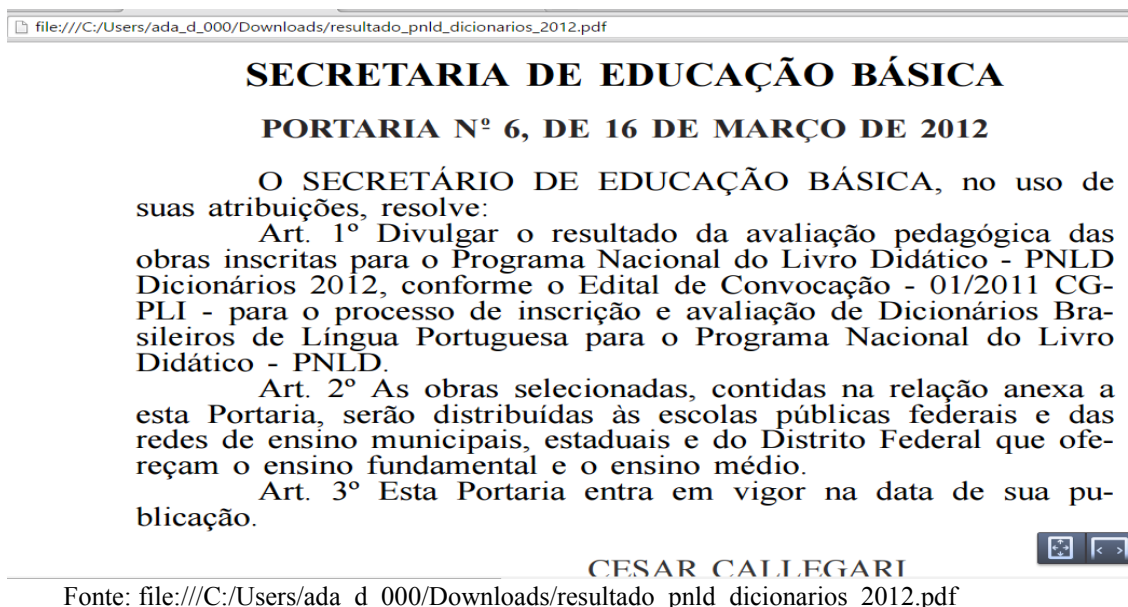 file:///C:/Users/ada_d_000/Downloads/resultado_pnld_dicionarios_2012.pdf
SECRETARIA DE EDUCAÇÃO BÁSICA
PORTARIA Nº 6, DE 16 DE MARÇO DE 2012
O SECRETÁRIO DE EDUCAÇÃO BÁSICA, no uso de
suas atribuições, resolve:
Art. 1º Divulgar o resultado da avaliação pedagógica das
obras inscritas para o Programa Nacional do Livro Didático - PNLD
Dicionários 2012, conforme o Edital de Convocação - 01/2011 CG-
PLI - para o processo de inscrição e avaliação de Dicionários Bra-
sileiros de Língua Portuguesa para o Programa Nacional do Livro
Didático - PNLD.
Art. 2º As obras selecionadas, contidas na relação anexa a
esta Portaria, serão distribuídas às escolas públicas federais e das
redes de ensino municipais, estaduais e do Distrito Federal que ofe-
reçam o ensino fundamental e o ensino médio.
Art. 3º Esta Portaria entra em vigor na data de sua pu-
blicação.
CESAR CALLEGARI
Fonte: file:///C:/Users/ada_d_000/Downloads/resultado_pnld_dicionarios_2012.pdf